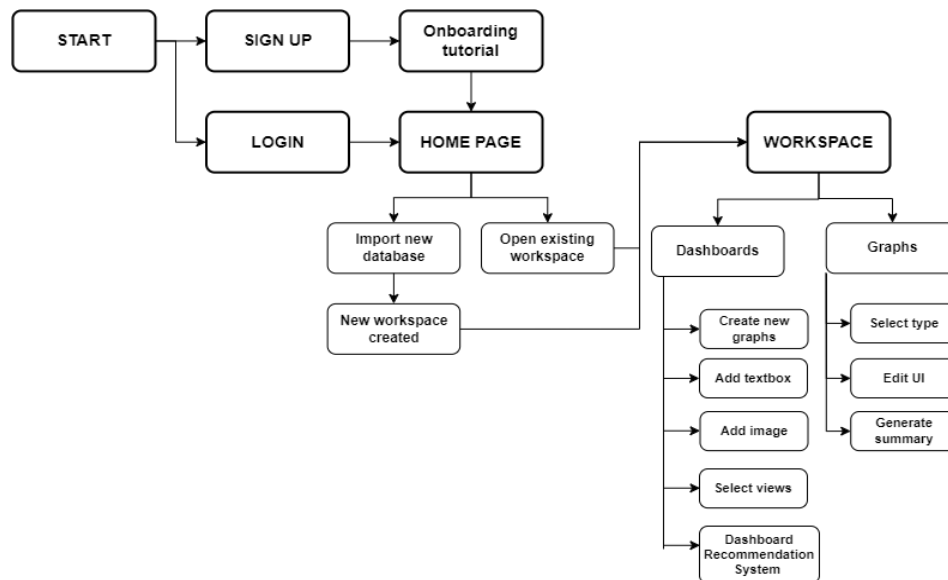 START
SIGN UP
Onboarding
tutorial
LOGIN
HOME PAGE
WORKSPACE
Import new
database
Open existing
workspace
New workspace
created
Dashboards
Graphs
Create new
graphs
Add textbox
Add image
Select views
Dashboard
Recommendation
System
Select type
Edit UI
Generate
summary